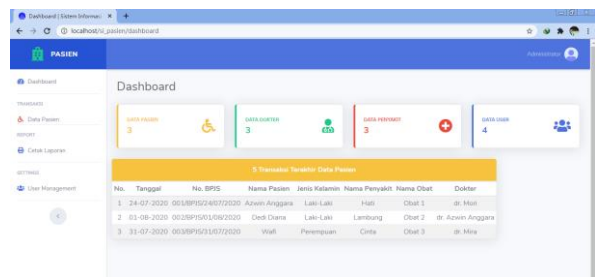 Dashboard | Sistem Informasi
localhost/si_pasien/dashboard
PASIEN
Administrator
Dashboard
Dashboard
TRANSAKSI
Data Pasien
REPORT
Cetak Laporan
SETTINGS
User Management
DATA PASIEN
3
DATA DOKTER
3
DATA PENYAKIT
3
DATA USER
4
5 Transaksi Terakhir Data Pasien
No. Tanggal No. BPJS Nama Pasien Jenis Kelamin Nama Penyakit Nama Obat Dokter
1 24-07-2020 001/BPJS/24/07/2020 Azwin Anggara Laki-Laki Hati Obat 1 dr. Mori
2 01-08-2020 002/BPJS/01/08/2020 Dedi Diana Laki-Laki Lambung Obat 2 dr. Azwin Anggara
3 31-07-2020 003/BPJS/31/07/2020 Wafi Perempuan Cinta Obat 3 dr. Mira